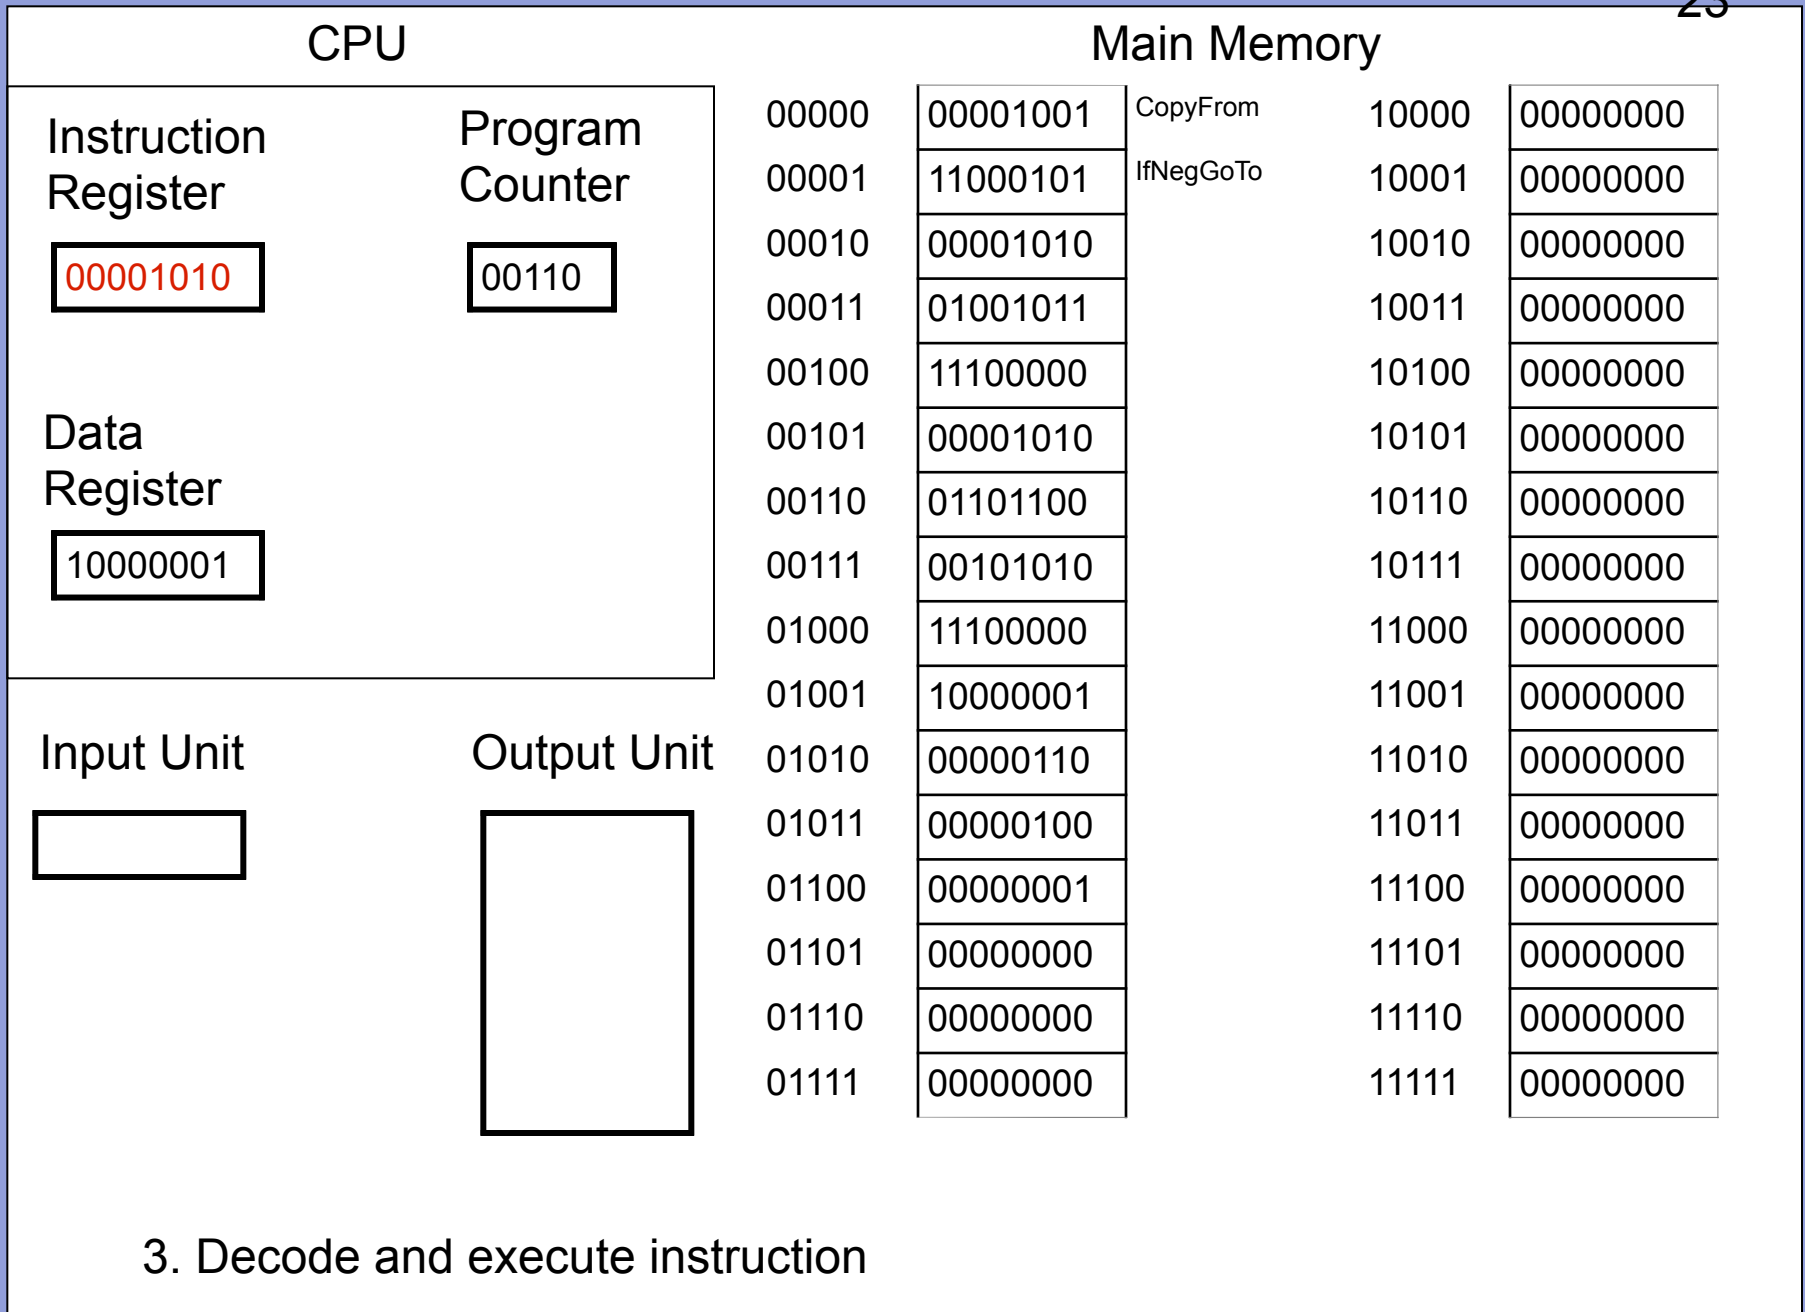 23
CPU
Main Memory
Instruction
Register
Program
Counter
00001010
00110
Data
Register
10000001
Input Unit
Output Unit
00000 00001001 CopyFrom 10000 00000000
00001 11000101 IfNegGoTo 10001 00000000
00010 00001010 10010 00000000
00011 01001011 10011 00000000
00100 11100000 10100 00000000
00101 00001010 10101 00000000
00110 01101100 10110 00000000
00111 00101010 10111 00000000
01000 11100000 11000 00000000
01001 10000001 11001 00000000
01010 00000110 11010 00000000
01011 00000100 11011 00000000
01100 00000001 11100 00000000
01101 00000000 11101 00000000
01110 00000000 11110 00000000
01111 00000000 11111 00000000
3. Decode and execute instruction